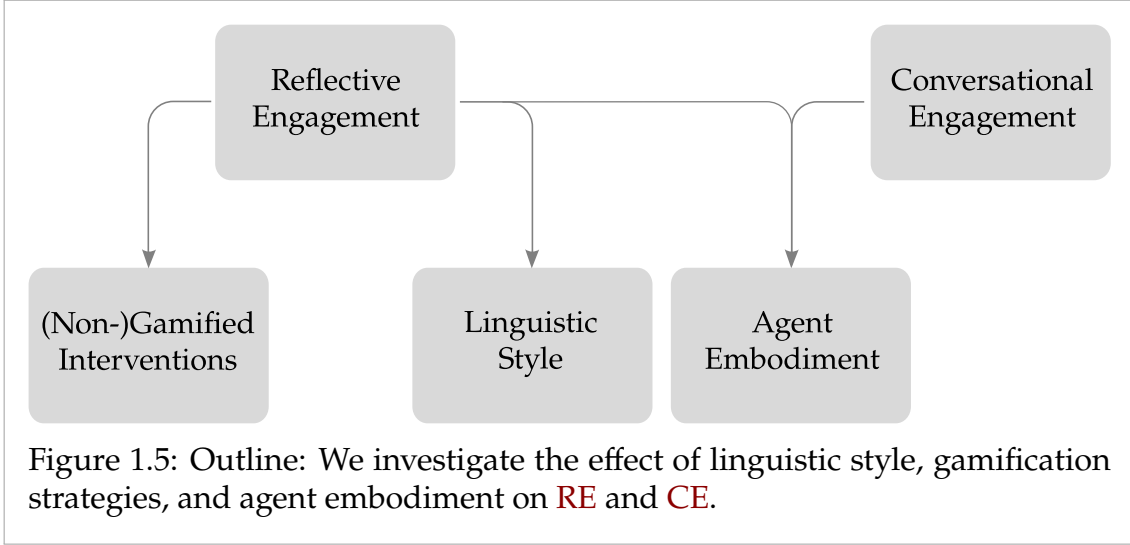 Reflective
Engagement
Conversational
Engagement
(Non-)Gamified
Interventions
Linguistic
Style
Agent
Embodiment
Figure 1.5: Outline: We investigate the effect of linguistic style, gamification
strategies, and agent embodiment on RE and CE.